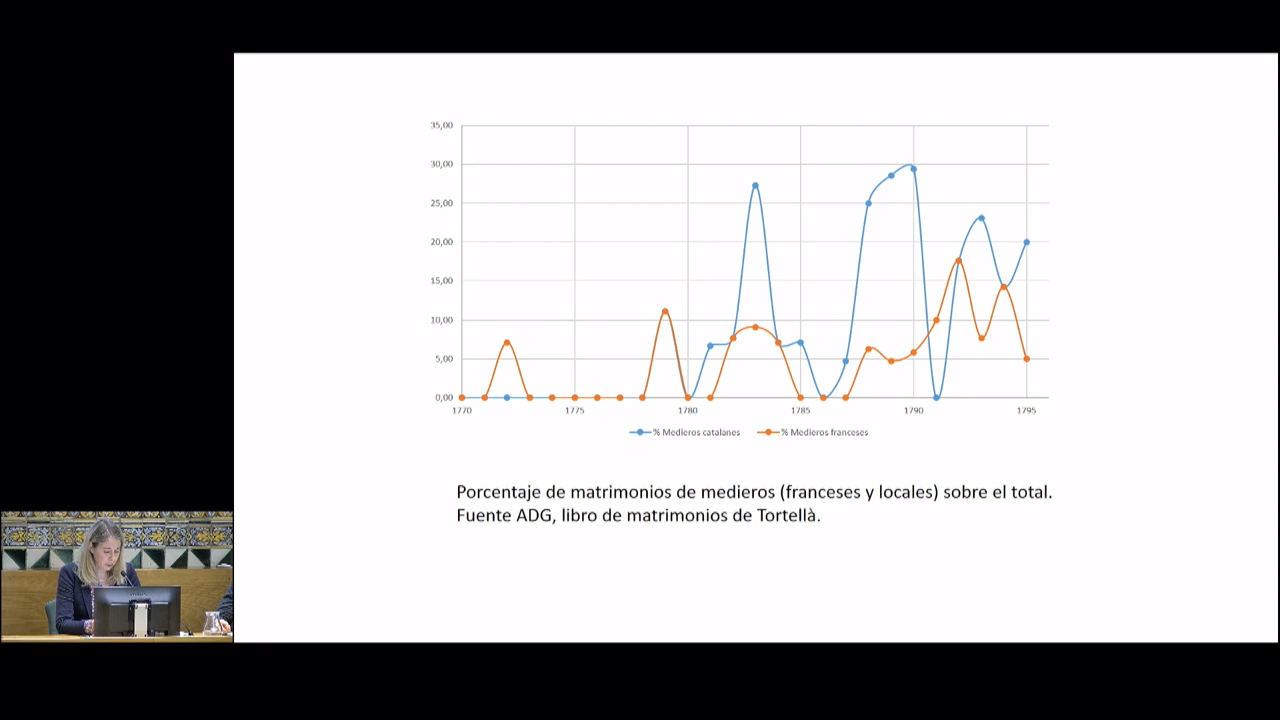 35,00
30,00
25,00
20,00
15,00
10,00
5,00
0,00
1770 1775 1780 1785 1790 1795
% Medieros catalanes % Medieros franceses
Porcentaje de matrimonios de medieros (franceses y locales) sobre el total.
Fuente ADG, libro de matrimonios de Tortellà.